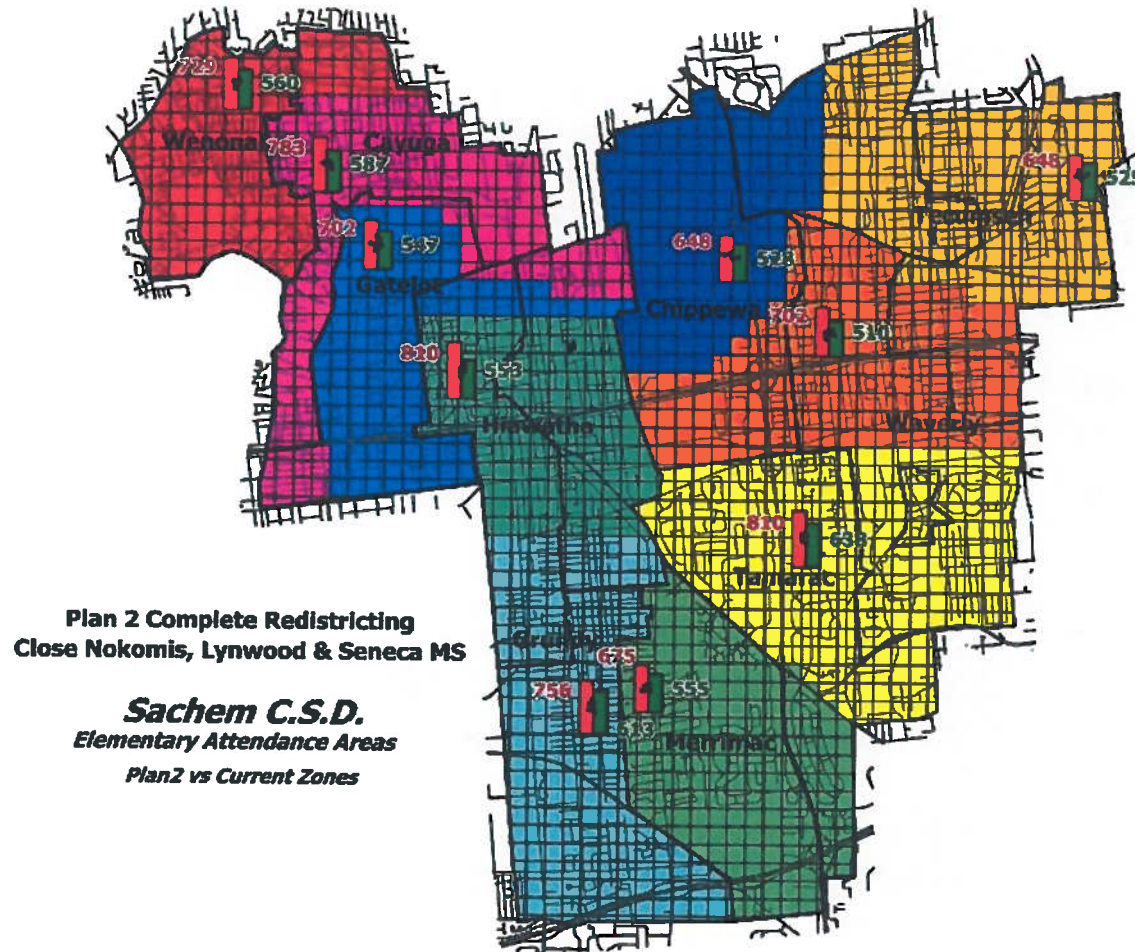 729
560
Wenona
Cayuga
783
587
702
547
Gatelot
648
525
Tecumseh
648
528
Chippewa
702
510
Waverly
810
553
Hiawatha
810
638
Tamarac
Plan 2 Complete Redistricting
Close Nokomis, Lynwood & Seneca MS
Sachem C.S.D.
Elementary Attendance Areas
Plan2 vs Current Zones
675
555
756
613
Merrimac